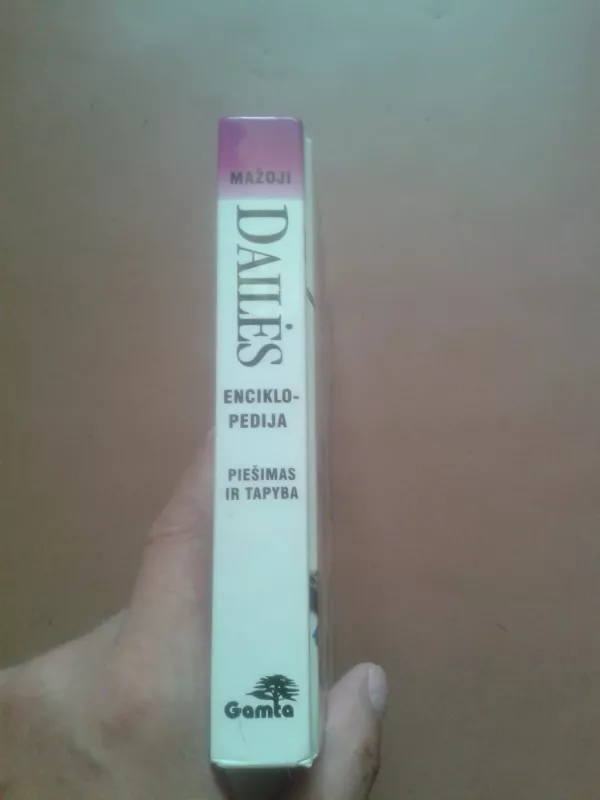 MAŽOJI
DAILĖS
ENCIKLO-
PEDIJA
PIEŠIMAS
IR TAPYBA
Gamta